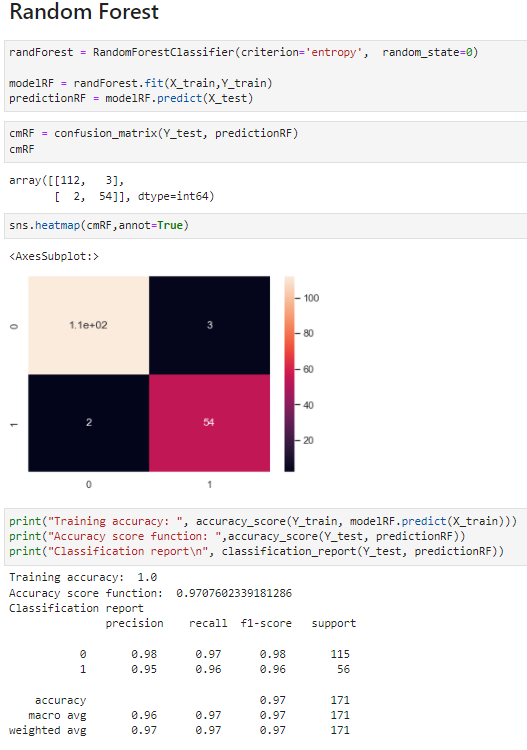 Random Forest
randForest = RandomForestClassifier(criterion='entropy',  random_state=0)
modelRF = randForest.fit(X_train,Y_train)
predictionRF = modelRF.predict(X_test)
cmRF = confusion_matrix(Y_test, predictionRF)
cmRF
array([[112,   3],
       [  2,  54]], dtype=int64)
sns.heatmap(cmRF,annot=True)
<AxesSubplot:>
100
0 1.1e+02 3
80
60
40
1 2 54
20
0 1
print("Training accuracy: ", accuracy_score(Y_train, modelRF.predict(X_train)))
print("Accuracy score function: ",accuracy_score(Y_test, predictionRF))
print("Classification report\n", classification_report(Y_test, predictionRF))
Training accuracy:  1.0
Accuracy score function:  0.9707602339181286
Classification report
               precision    recall  f1-score   support
           0       0.98      0.97      0.98       115
           1       0.95      0.96      0.96        56
    accuracy                           0.97       171
   macro avg       0.96      0.97      0.97       171
weighted avg       0.97      0.97      0.97       171